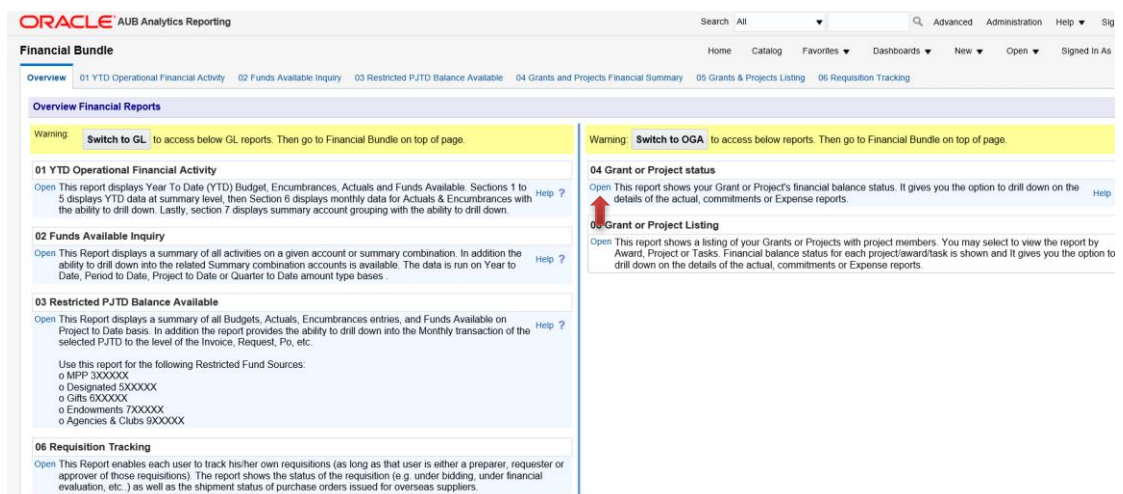 ORACLE AUB Analytics Reporting
Search All Advanced Administration Help Sig
Financial Bundle
Home Catalog Favorites Dashboards New Open Signed In As
Overview 01 YTD Operational Financial Activity 02 Funds Available Inquiry 03 Restricted PJTD Balance Available 04 Grants and Projects Financial Summary 05 Grants & Projects Listing 06 Requisition Tracking
Overview Financial Reports
Warning: Switch to GL to access below GL reports. Then go to Financial Bundle on top of page.
01 YTD Operational Financial Activity
Open This report displays Year To Date (YTD) Budget, Encumbrances, Actuals and Funds Available. Sections 1 to
5 displays YTD data at summary level, then Section 6 displays monthly data for Actuals & Encumbrances with Help ?
the ability to drill down. Lastly, section 7 displays summary account grouping with the ability to drill down.
02 Funds Available Inquiry
Open This Report displays a summary of all activities on a given account or summary combination. In addition the
ability to drill down into the related Summary combination accounts is available. The data is run on Year to Help ?
Date, Period to Date, Project to Date or Quarter to Date amount type bases .
03 Restricted PJTD Balance Available
Open This Report displays a summary of all Budgets, Actuals, Encumbrances entries, and Funds Available on
Project to Date basis. In addition the report provides the ability to drill down into the Monthly transaction of the Help ?
selected PJTD to the level of the Invoice, Request, Po, etc.
Use this report for the following Restricted Fund Sources:
o MPP 3XXXXX
o Designated 5XXXXX
o Gifts 6XXXXX
o Endowments 7XXXXX
o Agencies & Clubs 9XXXXX
06 Requisition Tracking
Open This Report enables each user to track his/her own requisitions (as long as that user is either a preparer, requester or
approver of those requisitions). The report shows the status of the requisition (e.g. under bidding, under financial
evaluation, etc..) as well as the shipment status of purchase orders issued for overseas suppliers.
Warning: Switch to OGA to access below reports. Then go to Financial Bundle on top of page.
04 Grant or Project status
Open This report shows your Grant or Project's financial balance status. It gives you the option to drill down on the
details of the actual, commitments or Expense reports. Help
Grant or Project Listing
Open This report shows a listing of your Grants or Projects with project members. You may select to view the report by
Award, Project or Tasks. Financial balance status for each project/award/task is shown and It gives you the option to
drill down on the details of the actual, commitments or Expense reports.